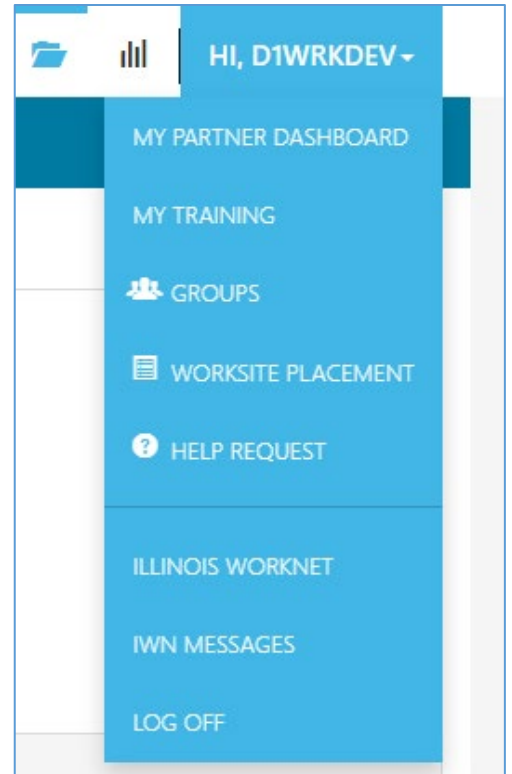 HI, D1WRKDEV
MY PARTNER DASHBOARD
MY TRAINING
GROUPS
WORKSITE PLACEMENT
HELP REQUEST
ILLINOIS WORKNET
IWN MESSAGES
LOG OFF